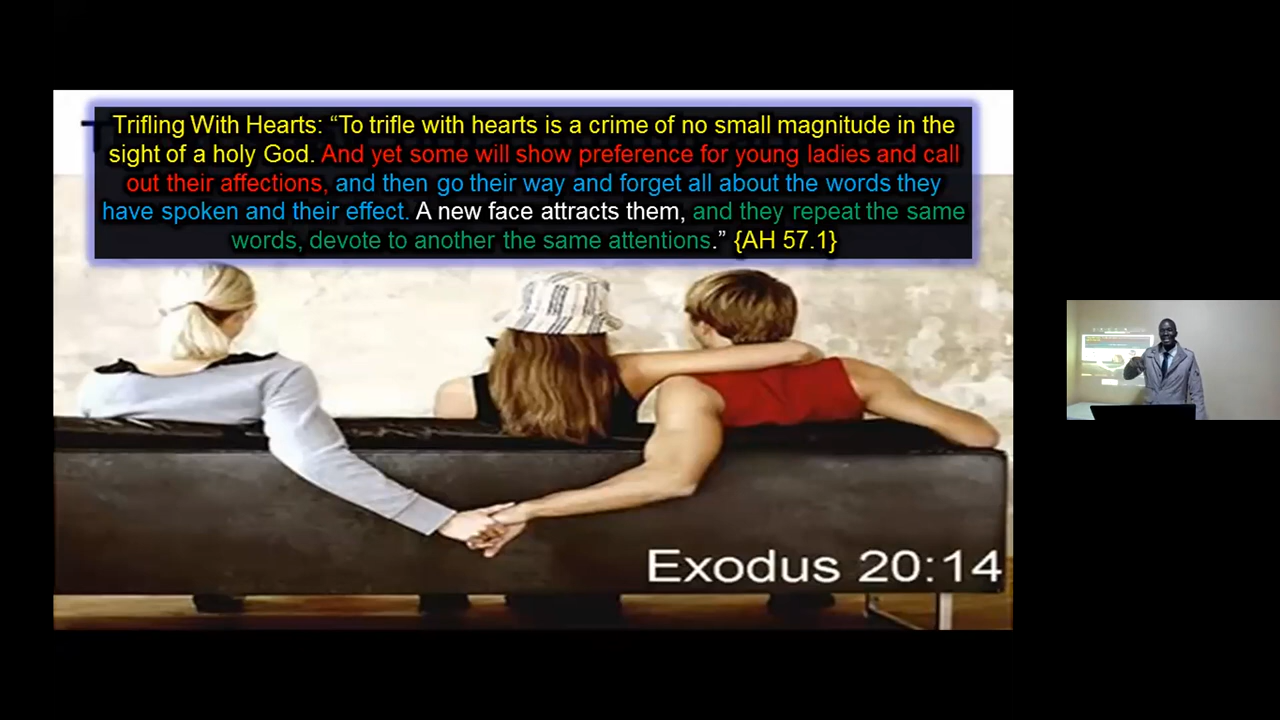 Trifling With Hearts: “To trifle with hearts is a crime of no small magnitude in the
sight of a holy God. And yet some will show preference for young ladies and call
out their affections, and then go their way and forget all about the words they
have spoken and their effect. A new face attracts them, and they repeat the same
words, devote to another the same attentions.” {AH 57.1}
Exodus 20:14